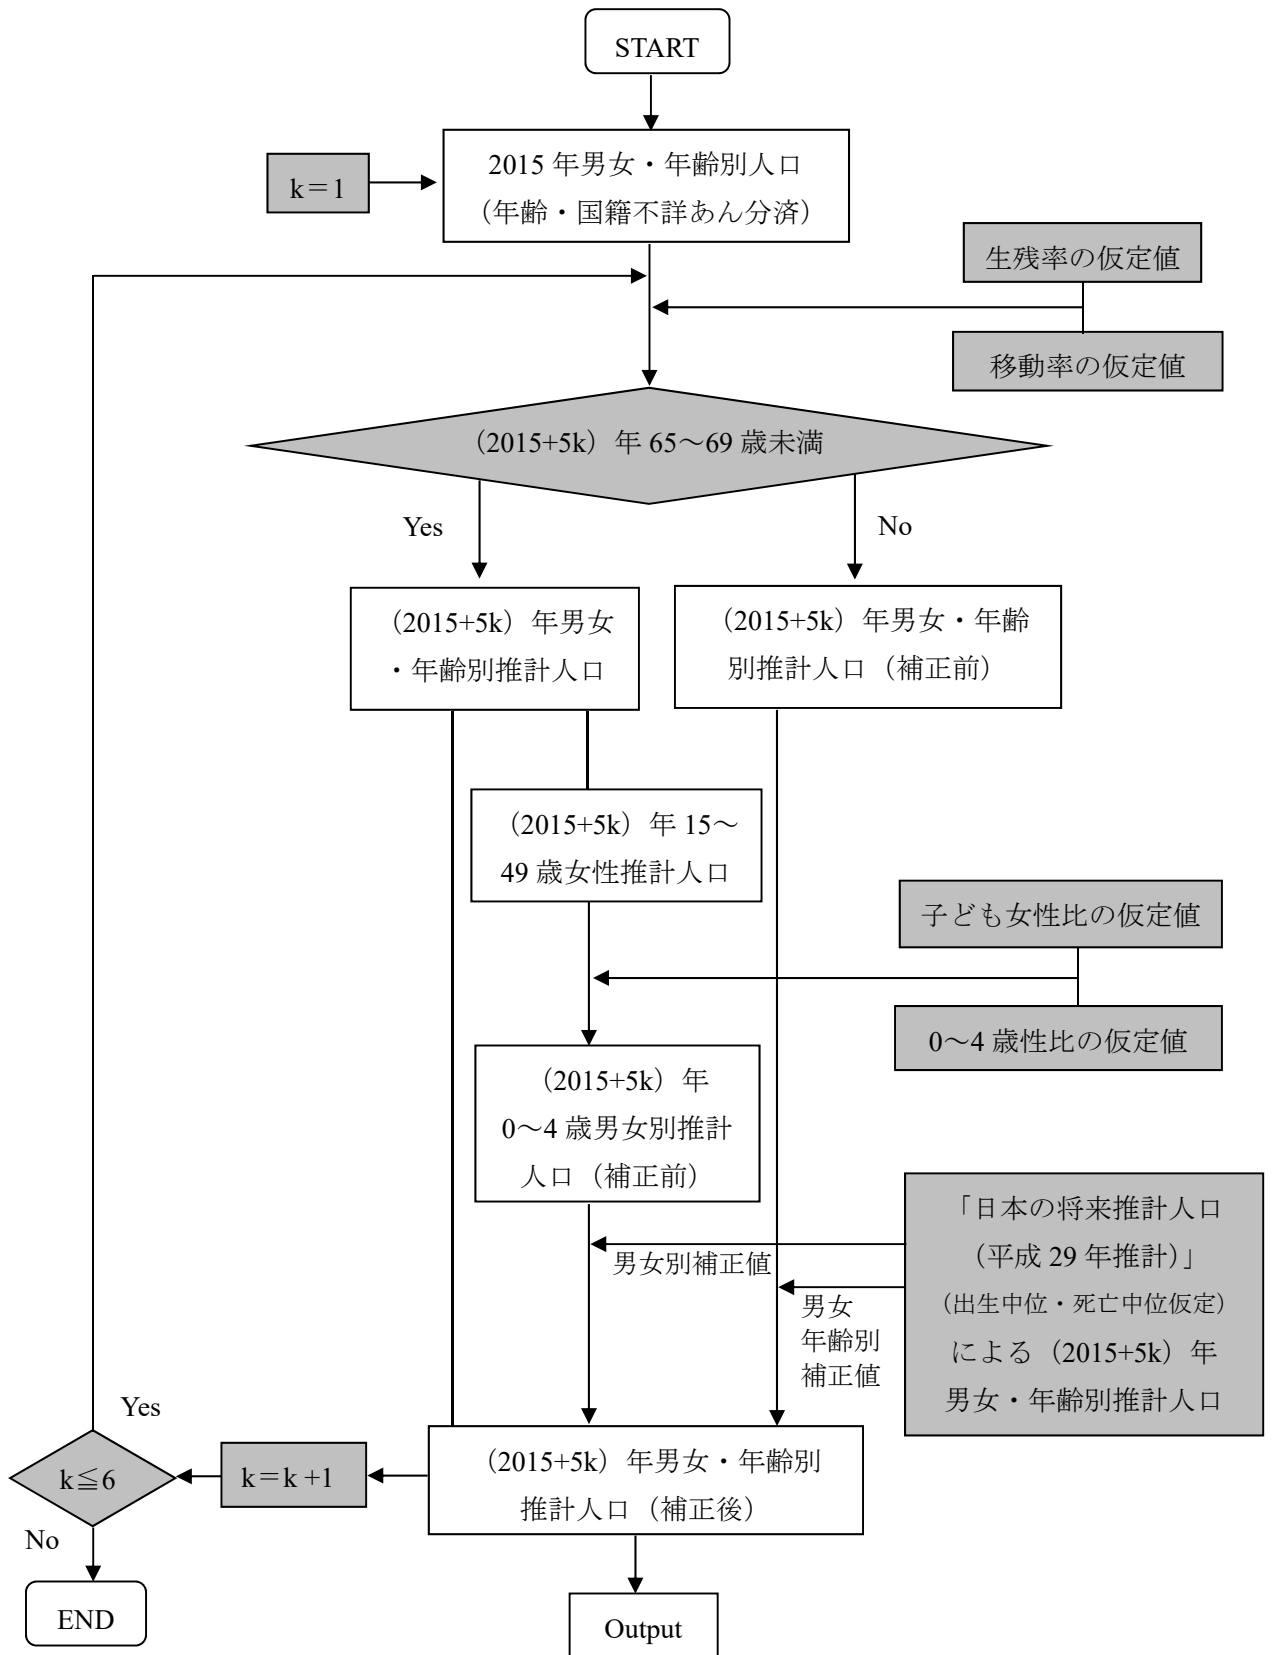 START
k＝1
2015 年男女・年齢別人口
（年齢・国籍不詳あん分済）
生残率の仮定値
移動率の仮定値
（2015+5k）年 65～69 歳未満
Yes
No
（2015+5k）年男女
・年齢別推計人口
（2015+5k）年男女・年齢
別推計人口（補正前）
（2015+5k）年 15～
49 歳女性推計人口
子ども女性比の仮定値
0～4 歳性比の仮定値
（2015+5k）年
0～4 歳男女別推計
人口（補正前）
「日本の将来推計人口
（平成 29 年推計）」
（出生中位・死亡中位仮定）
による（2015+5k）年
男女・年齢別推計人口
男女別補正値
男女
年齢別
補正値
Yes
k≦6
k＝k +1
（2015+5k）年男女・年齢別
推計人口（補正後）
No
END
Output